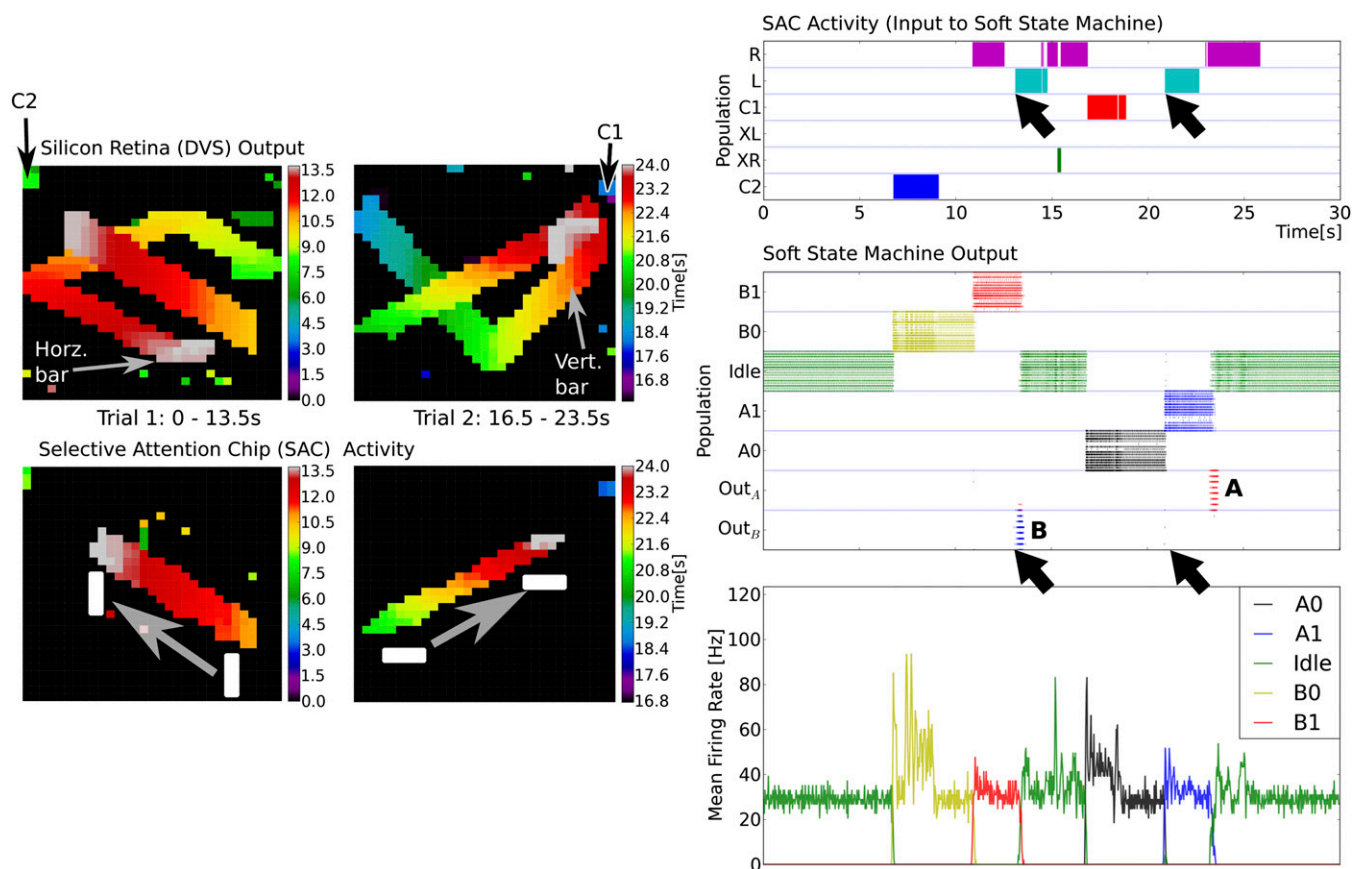 C2
Silicon Retina (DVS) Output
C1
13.5
12.0
10.5
9.0
7.5
6.0
4.5
3.0
1.5
0.0
24.0
23.2
22.4
21.6
20.8
20.0
19.2
18.4
17.6
16.8
Time[s]
Horz.
bar
Vert.
bar
Trial 1: 0 - 13.5s
Trial 2: 16.5 - 23.5s
Selective Attention Chip (SAC) Activity
13.5
12.0
10.5
9.0
7.5
6.0
4.5
3.0
1.5
0.0
24.0
23.2
22.4
21.6
20.8
20.0
19.2
18.4
17.6
16.8
Time[s]
SAC Activity (Input to Soft State Machine)
Population
R
L
C1
XL
XR
C2
0 5 10 15 20 25 30
Time[s]
Soft State Machine Output
Population
B1
B0
Idle
A1
A0
Out_A
Out_B
A
B
Mean Firing Rate [Hz]
120
100
80
60
40
20
0
A0
A1
Idle
B0
B1